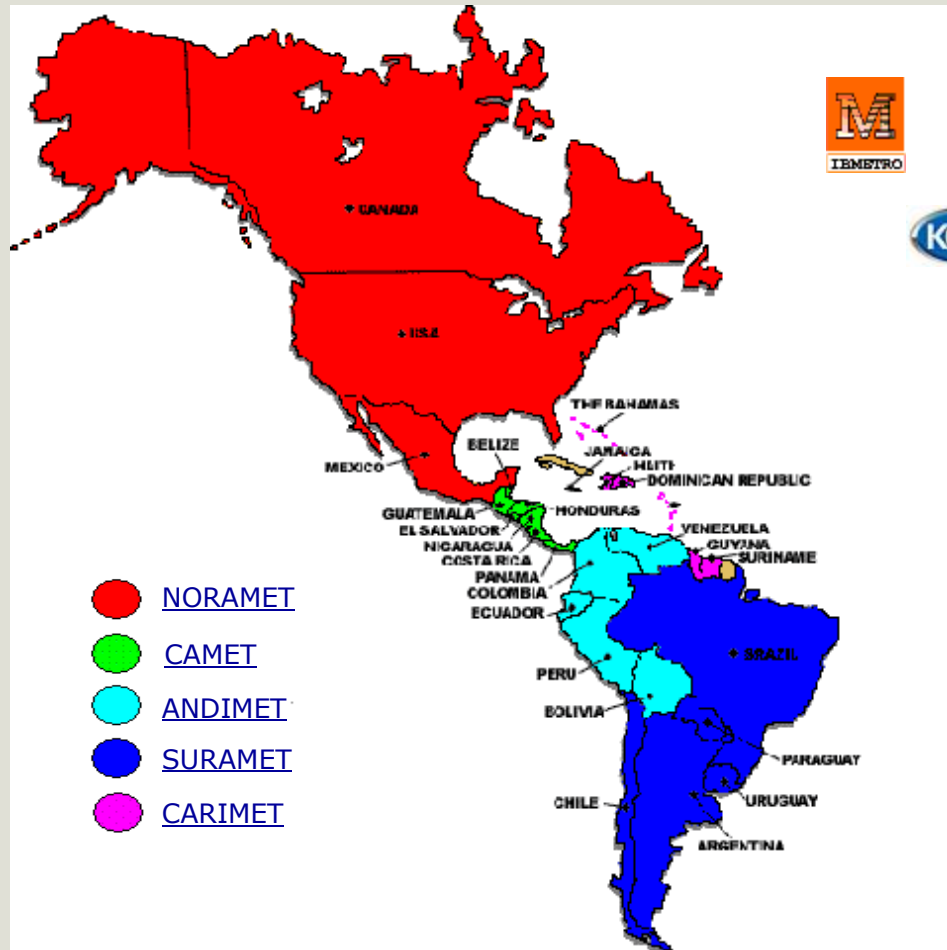 M
IBMETRO
K
CANADA
USA
THE BAHAMAS
JAMAICA
BELIZE
HAITI
MEXICO
DOMINICAN REPUBLIC
GUATEMALA
HONDURAS
EL SALVADOR
NICARAGUA
VENEZUELA
COSTA RICA
GUYANA
SURINAME
PANAMA
COLOMBIA
ECUADOR
BRAZIL
PERU
BOLIVIA
PARAGUAY
CHILE
URUGUAY
ARGENTINA
NORAMET
CAMET
ANDIMET
SURAMET
CARIMET